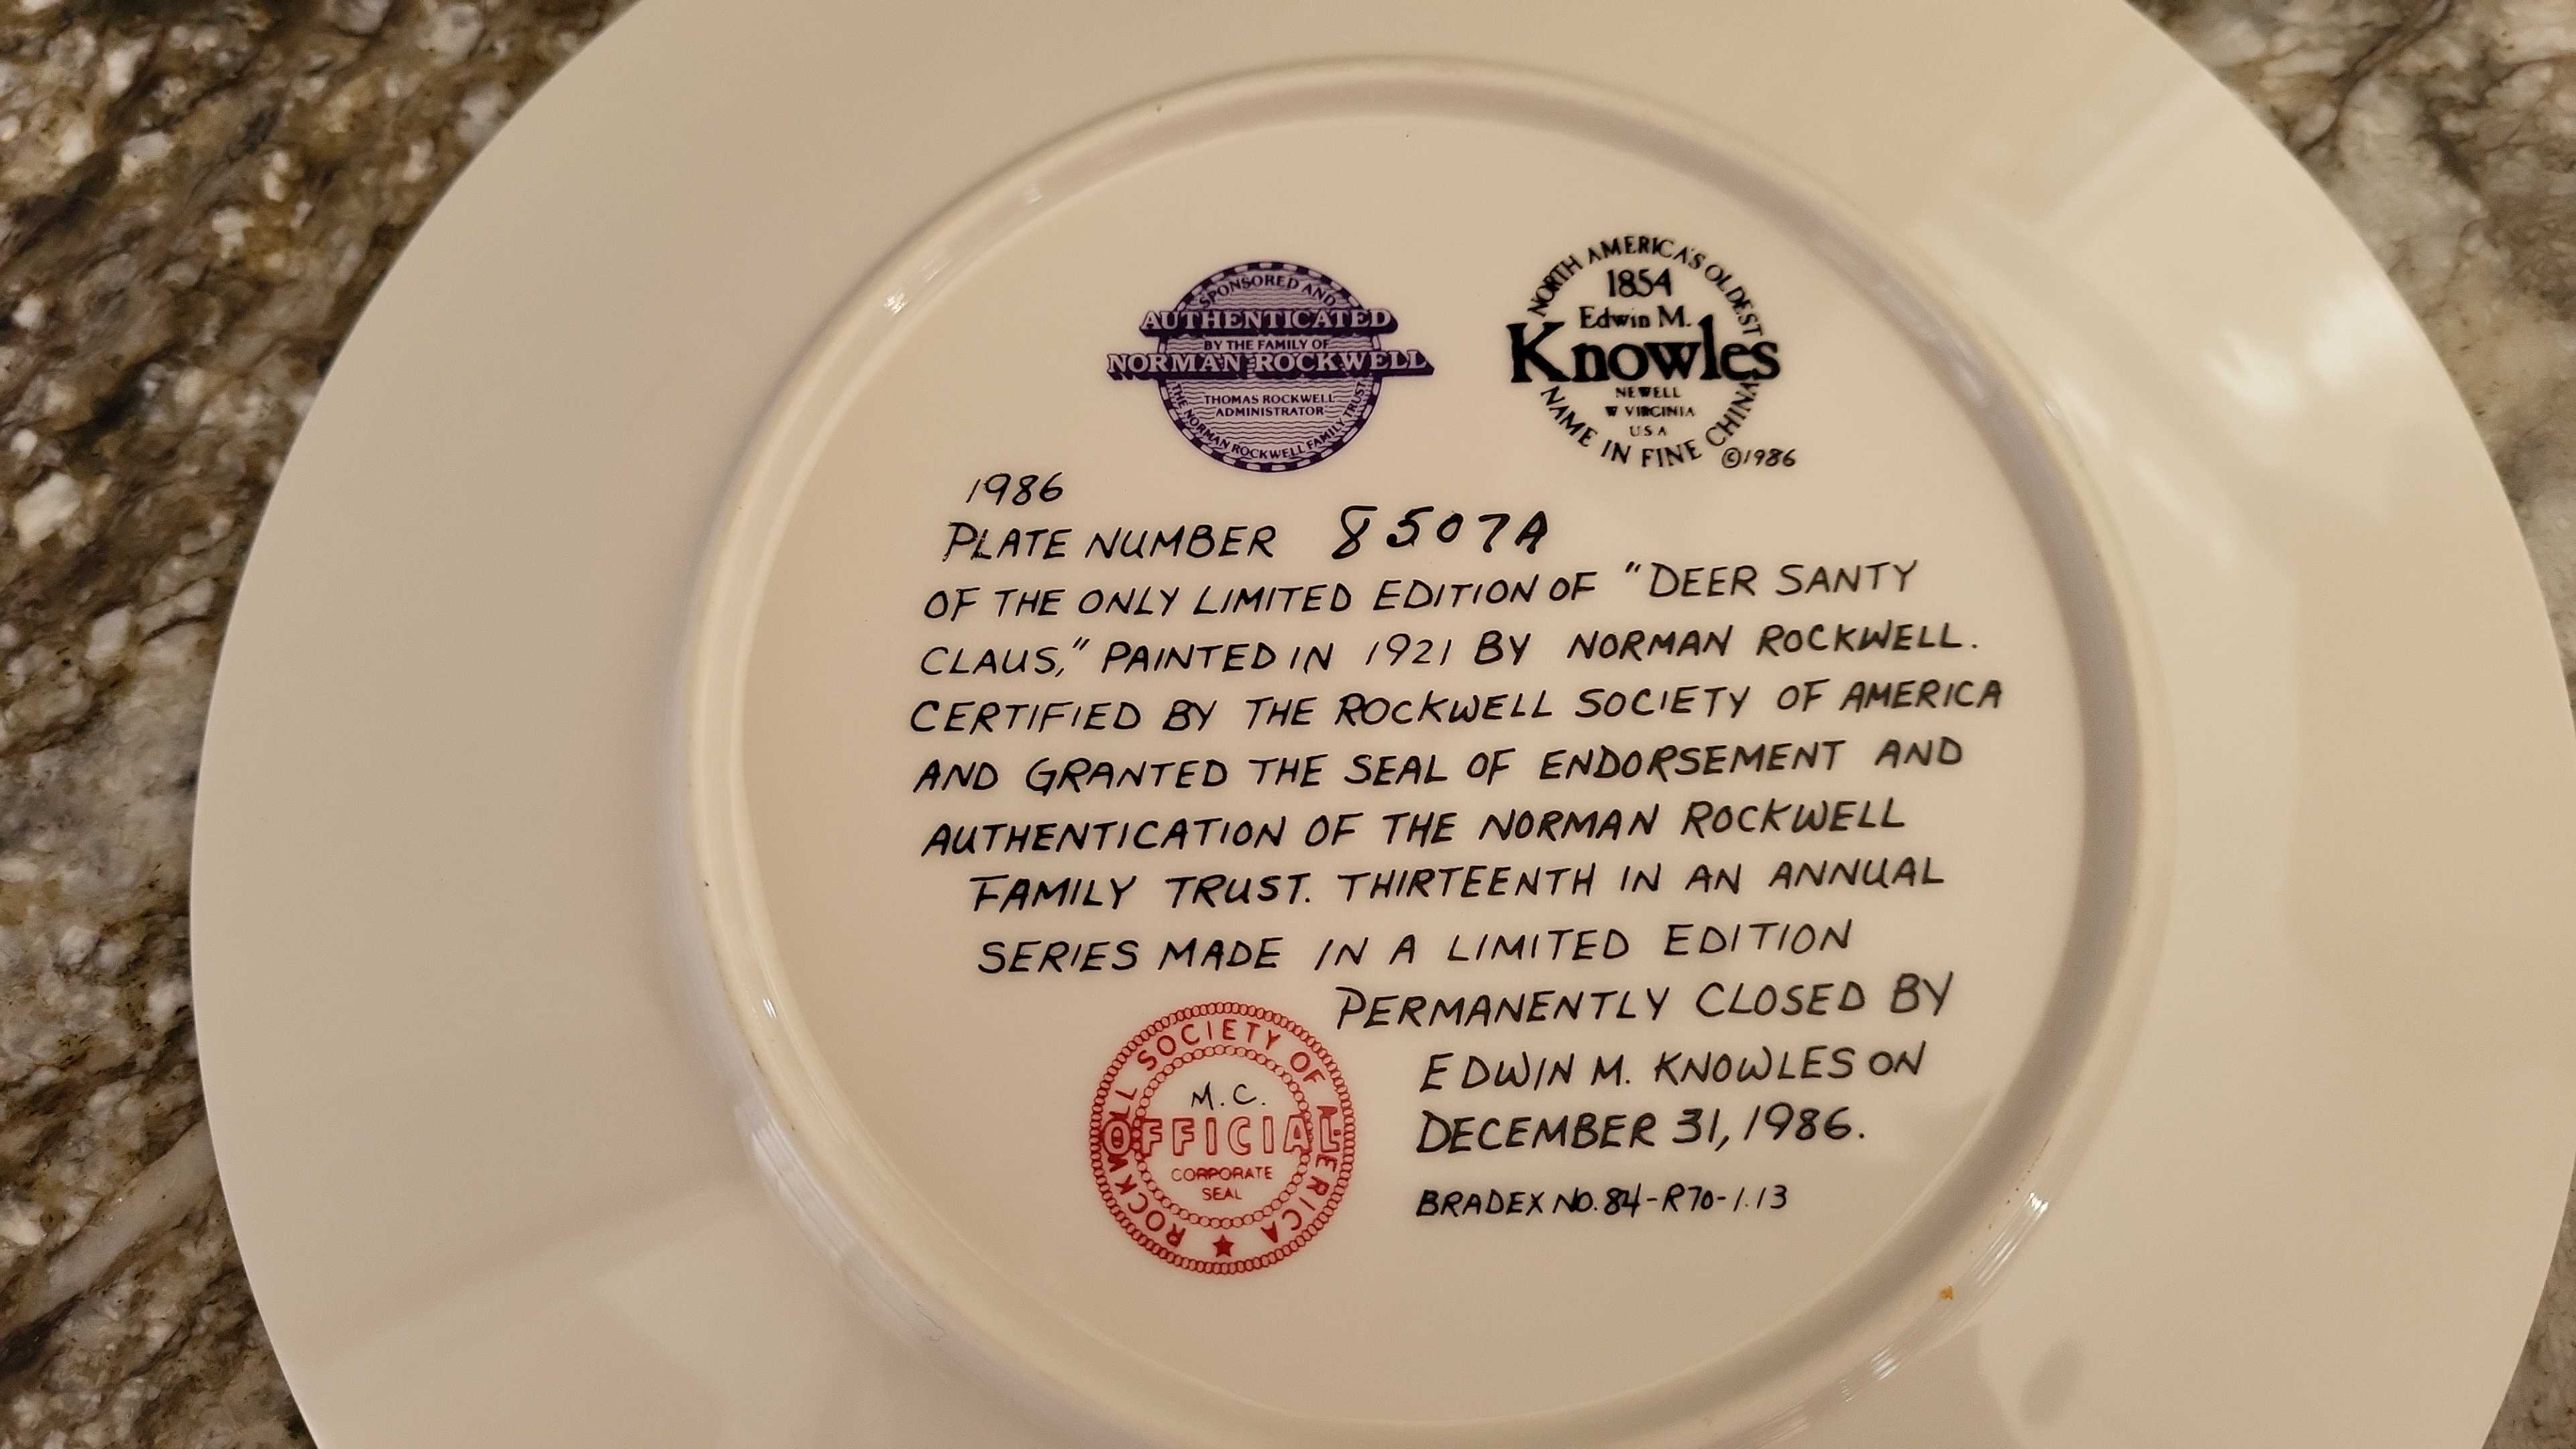 SPONSORED AND
AUTHENTICATED
BY THE FAMILY OF
NORMAN ROCKWELL
THOMAS ROCKWELL
ADMINISTRATOR
THE NORMAN ROCKWELL FAMILY TRUST
NORTH AMERICA'S OLDEST
1854
Edwin M.
Knowles
NEWELL
W VIRGINIA
U.S.A
NAME IN FINE CHINA
©1986
1986
PLATE NUMBER 8507A
OF THE ONLY LIMITED EDITION OF "DEER SANTY
CLAUS," PAINTED IN 1921 BY NORMAN ROCKWELL.
CERTIFIED BY THE ROCKWELL SOCIETY OF AMERICA
AND GRANTED THE SEAL OF ENDORSEMENT AND
AUTHENTICATION OF THE NORMAN ROCKWELL
FAMILY TRUST. THIRTEENTH IN AN ANNUAL
SERIES MADE IN A LIMITED EDITION
PERMANENTLY CLOSED BY
EDWIN M. KNOWLES ON
DECEMBER 31, 1986.
BRADEX NO. 84-R70-1.13
ROCKWELL SOCIETY OF AMERICA
M.C.
OFFICIAL
CORPORATE
SEAL